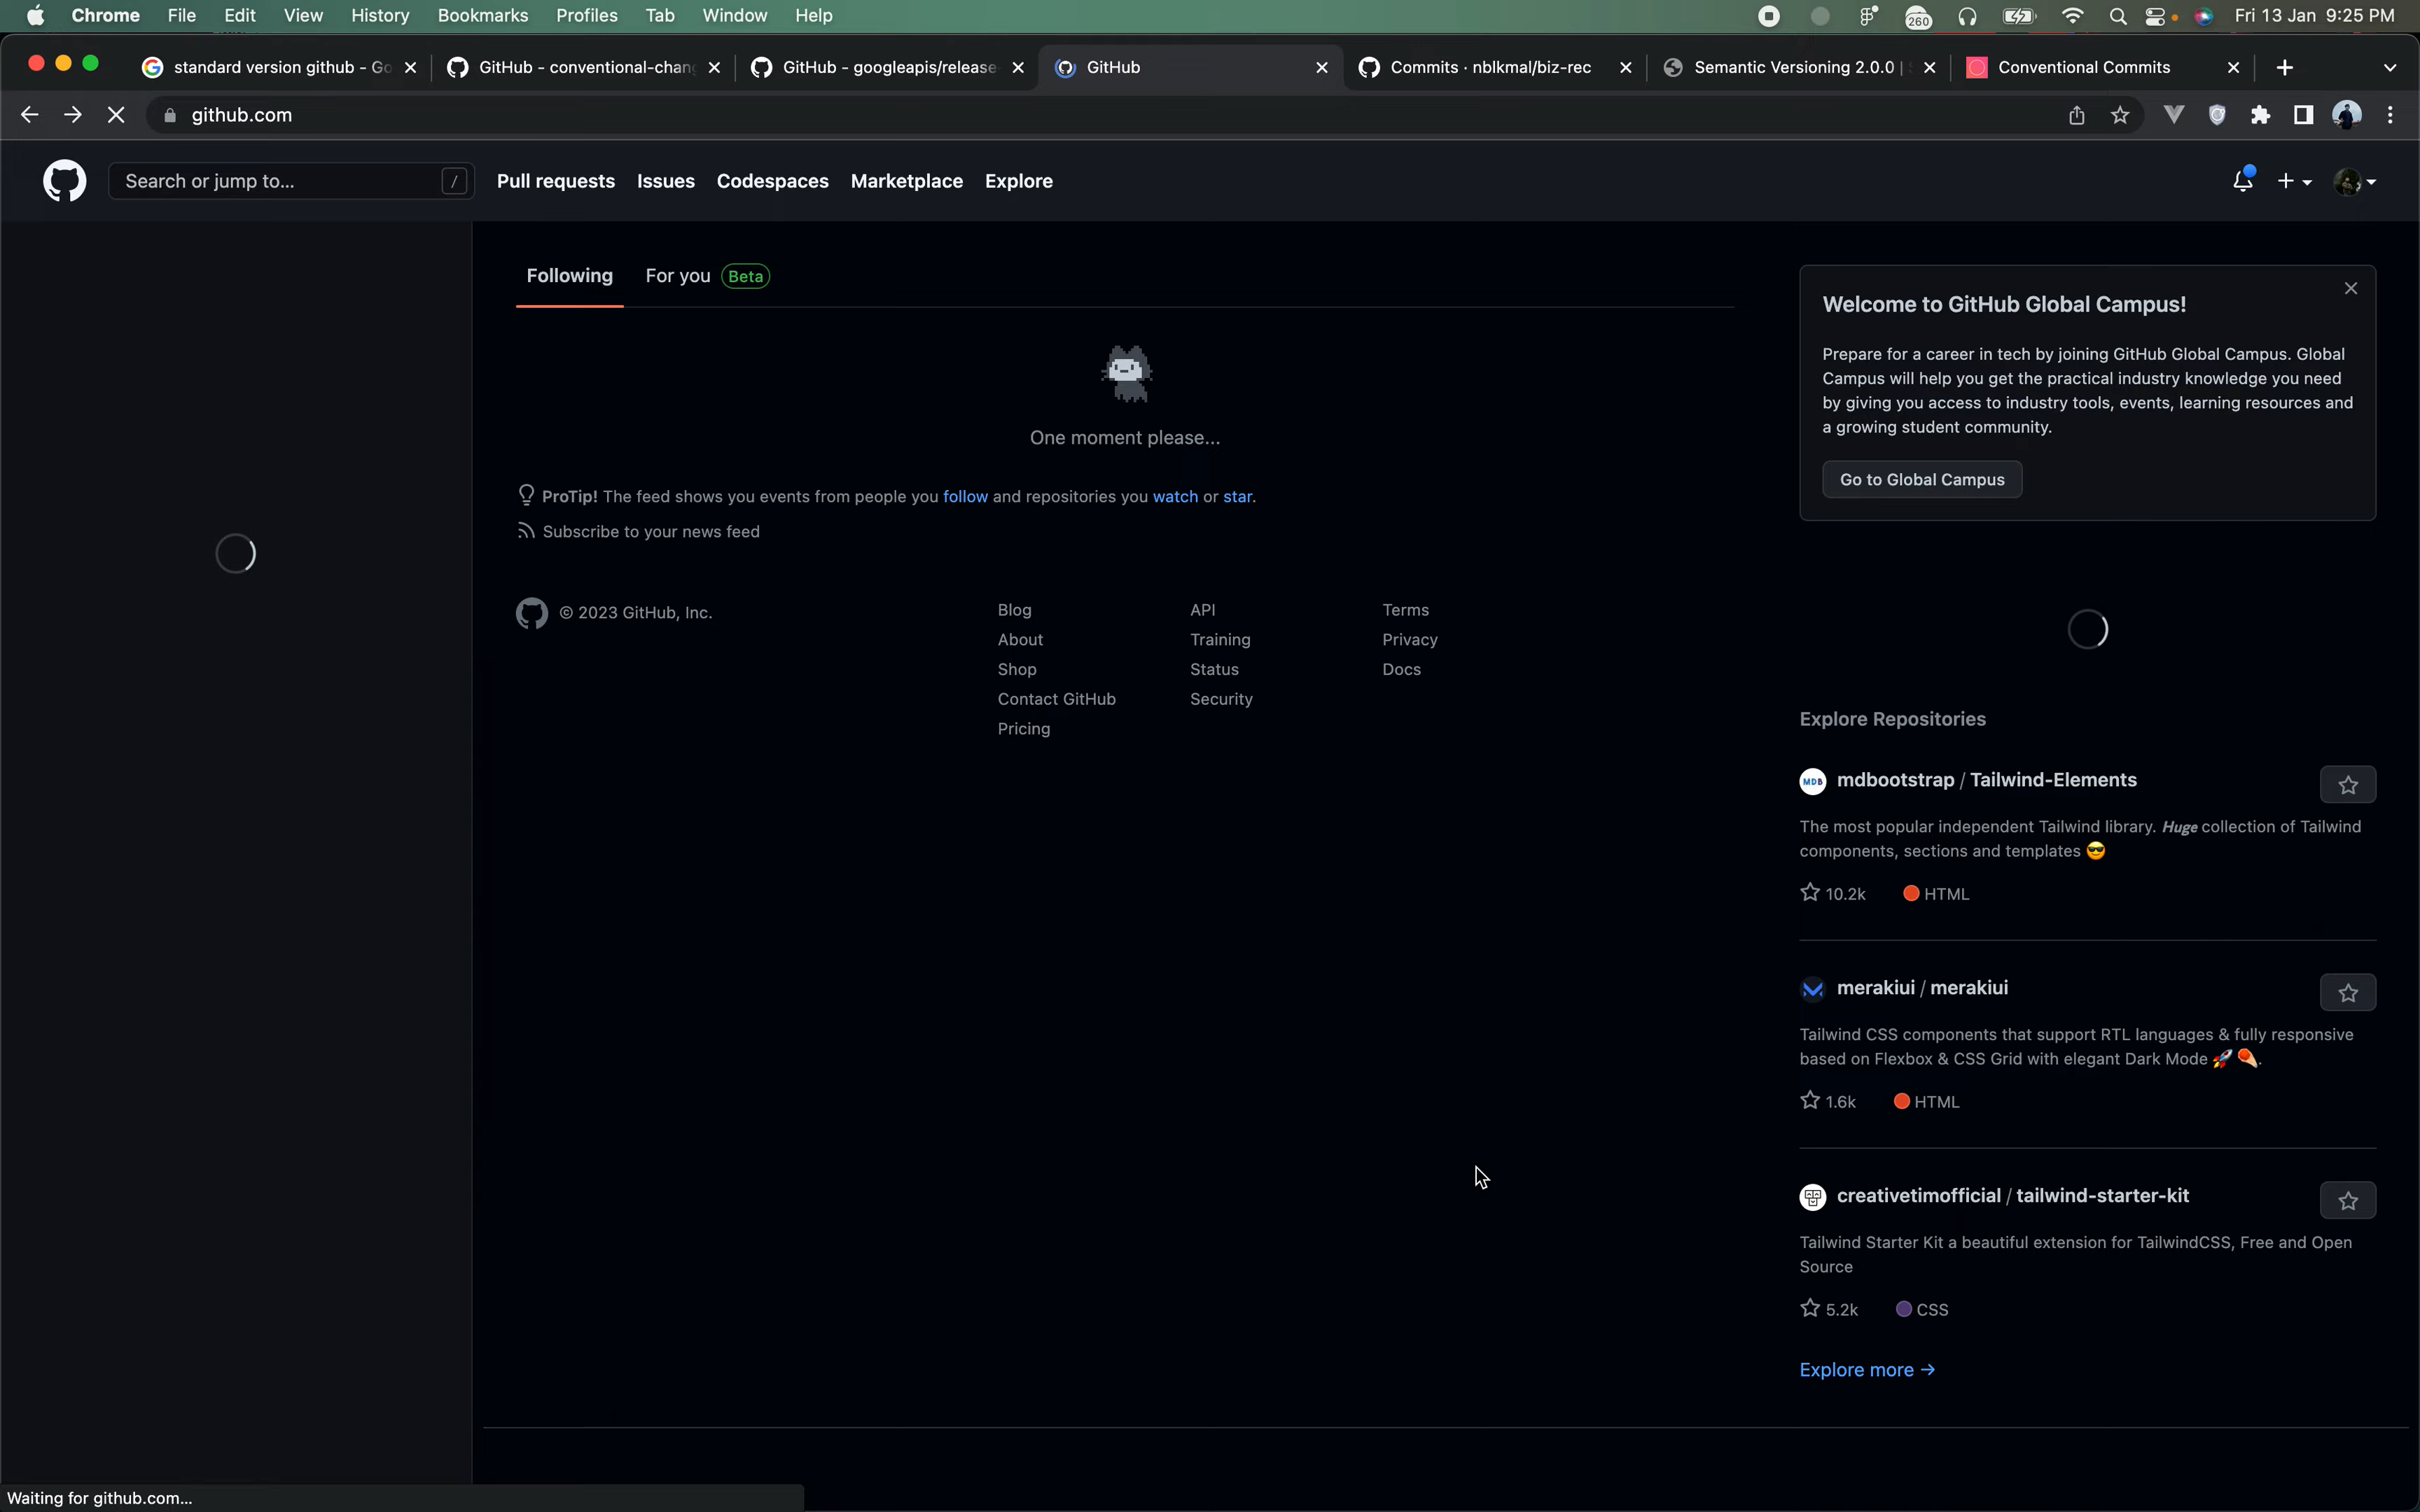 Chrome File Edit View History Bookmarks Profiles Tab Window Help 260 Fri 13 Jan 9:25 PM
standard version github - Go GitHub - conventional-chan GitHub - googleapis/release- GitHub Commits · nblkmal/biz-rec Semantic Versioning 2.0.0 | Conventional Commits
github.com
Search or jump to... / Pull requests Issues Codespaces Marketplace Explore
Following For you Beta
One moment please...
ProTip! The feed shows you events from people you follow and repositories you watch or star.
Subscribe to your news feed
© 2023 GitHub, Inc.
Blog API Terms
About Training Privacy
Shop Status Docs
Contact GitHub Security
Pricing
Welcome to GitHub Global Campus!
Prepare for a career in tech by joining GitHub Global Campus. Global
Campus will help you get the practical industry knowledge you need
by giving you access to industry tools, events, learning resources and
a growing student community.
Go to Global Campus
Explore Repositories
MDB mdbootstrap / Tailwind-Elements
The most popular independent Tailwind library. Huge collection of Tailwind
components, sections and templates 😎
10.2k HTML
merakiui / merakiui
Tailwind CSS components that support RTL languages & fully responsive
based on Flexbox & CSS Grid with elegant Dark Mode 🚀 🪀.
1.6k HTML
creativetimofficial / tailwind-starter-kit
Tailwind Starter Kit a beautiful extension for TailwindCSS, Free and Open
Source
5.2k CSS
Explore more →
Waiting for github.com...